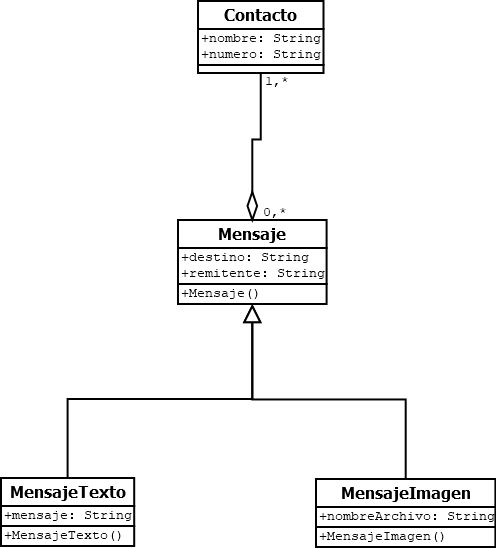 Contacto
+nombre: String
+numero: String
1,*
0,*
Mensaje
+destino: String
+remitente: String
+Mensaje()
MensajeTexto
+mensaje: String
+MensajeTexto()
MensajeImagen
+nombreArchivo: String
+MensajeImagen()